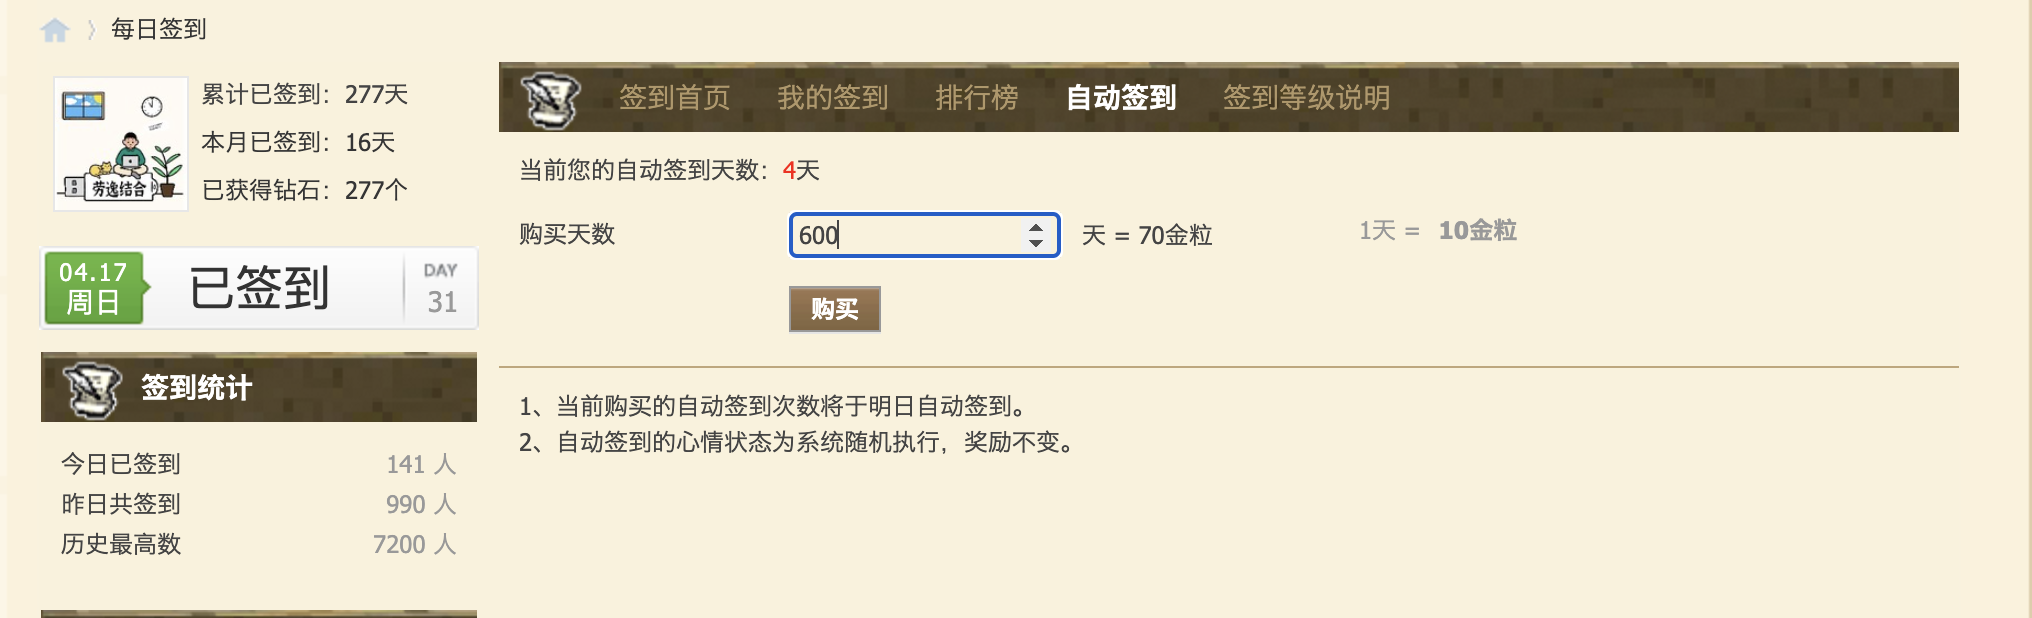 每日签到
累计已签到：277天
本月已签到：16天
已获得钻石：277个
劳逸结合
04.17
周日
已签到
DAY
31
签到统计
今日已签到 141 人
昨日共签到 990 人
历史最高数 7200 人
签到首页 我的签到 排行榜 自动签到 签到等级说明
当前您的自动签到天数：4天
购买天数 600 天 = 70金粒 1天 = 10金粒
购买
1、当前购买的自动签到次数将于明日自动签到。
2、自动签到的心情状态为系统随机执行，奖励不变。